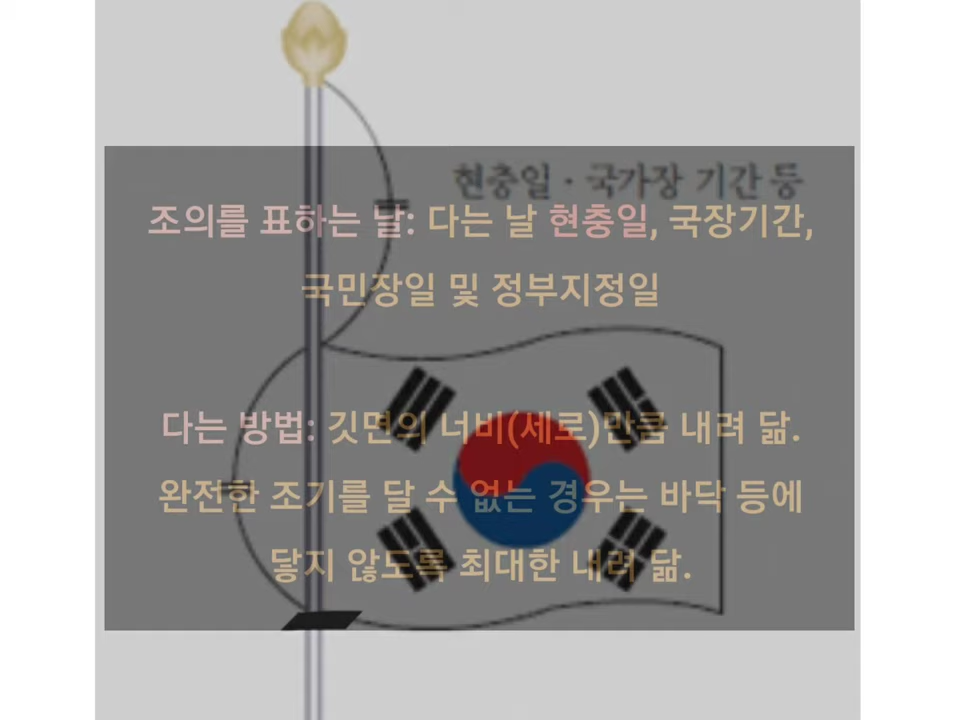 현충일 · 국가장 기간 등
조의를 표하는 날: 다는 날 현충일, 국장기간,
국민장일 및 정부지정일
다는 방법: 깃면의 너비(세로)만큼 내려 닮.
완전한 조기를 달 수 없는 경우는 바닥 등에
닿지 않도록 최대한 내려 닮.